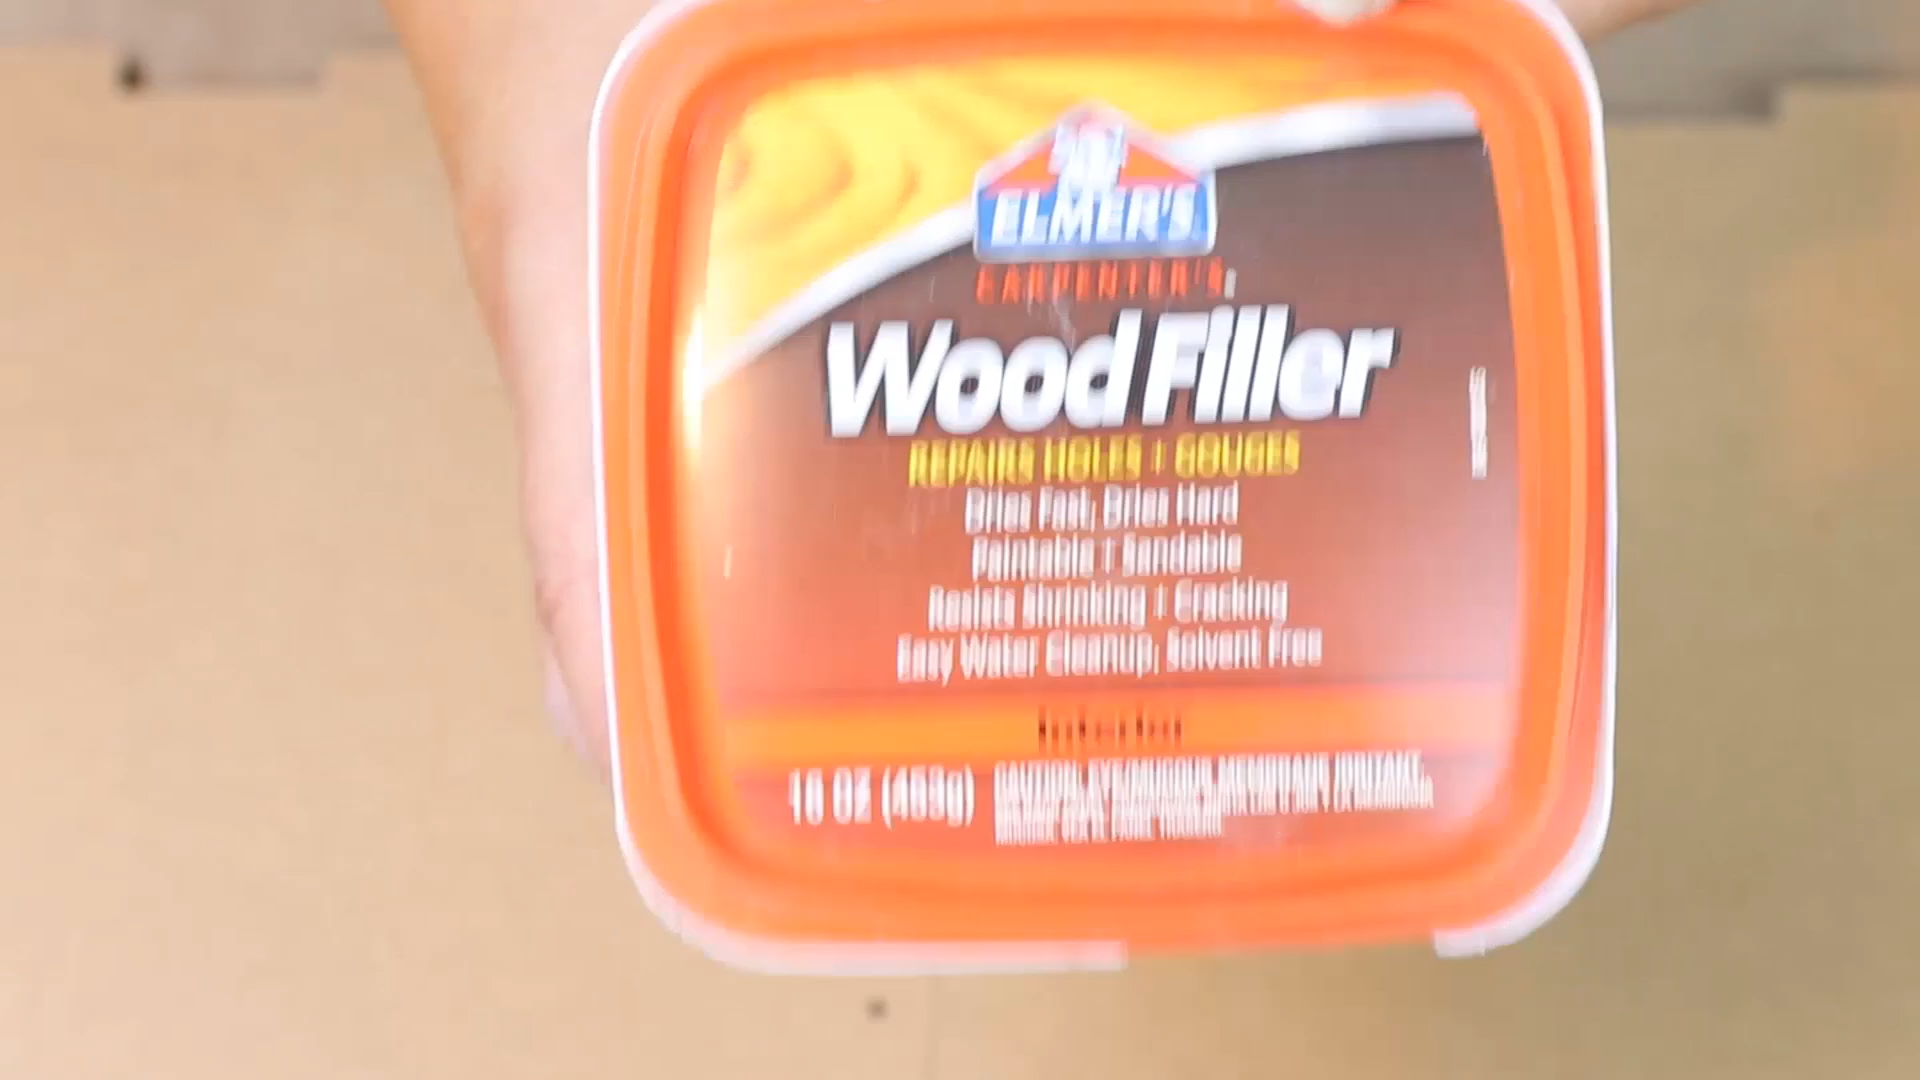 ELMER'S
CARPENTER'S
Wood Filler
REPAIRS HOLES + GOUGES
Dries Fast, Dries Hard
Paintable + Sandable
Resists Shrinking + Cracking
Easy Water Cleanup, Solvent Free
Interior
16 OZ (453g)